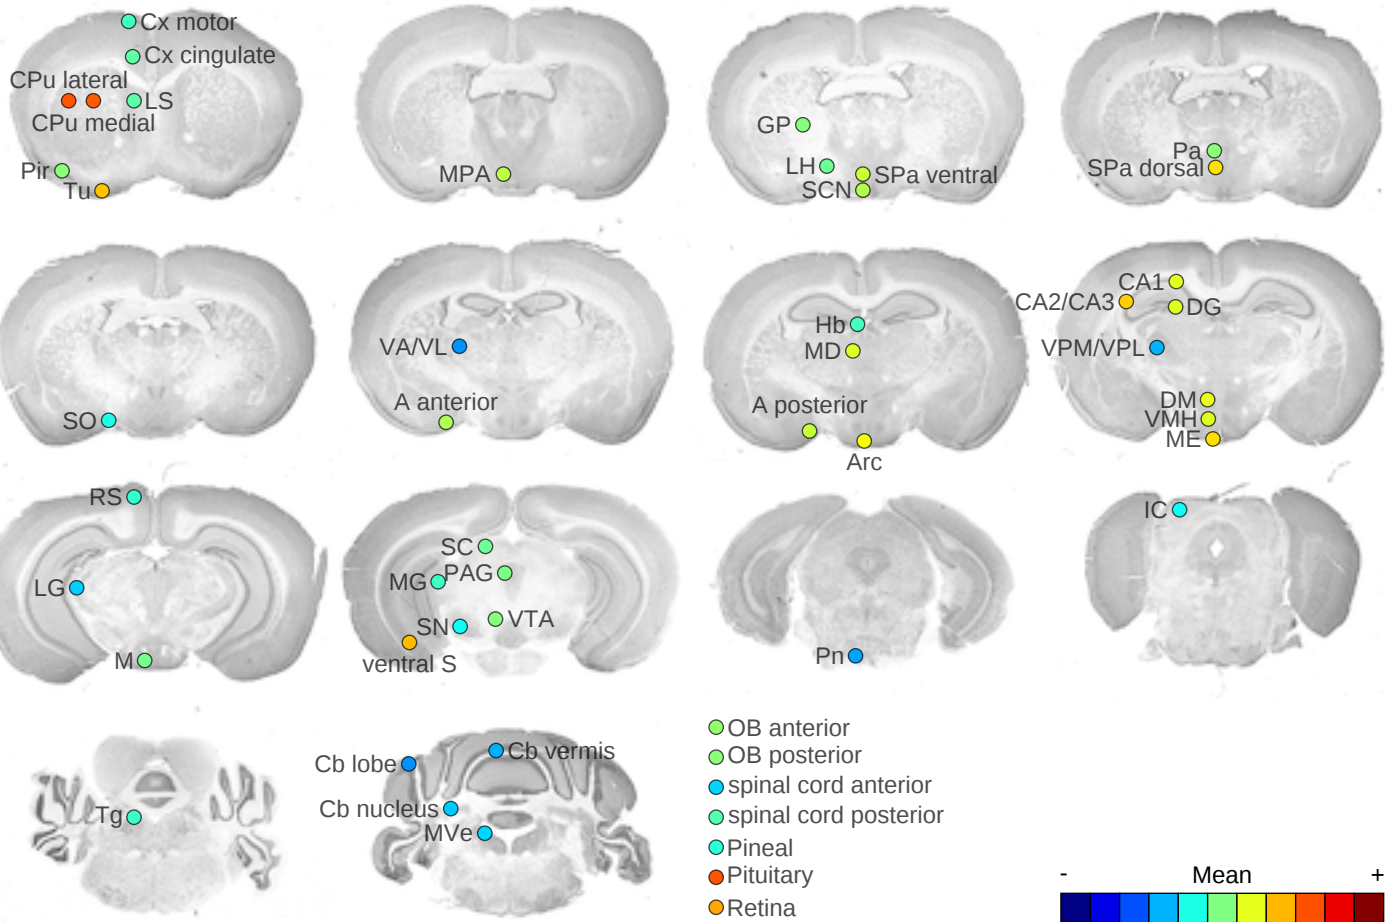 Cx motor
Cx cingulate
CPu lateral
LS
CPu medial
Pir
Tu
MPA
GP
LH
SPa ventral
SCN
Pa
SPa dorsal
SO
VA/VL
A anterior
Hb
MD
A posterior
Arc
CA1
CA2/CA3
DG
VPM/VPL
DM
VMH
ME
RS
LG
M
SC
MG
PAG
SN
VTA
ventral S
Pn
IC
Tg
Cb lobe
Cb vermis
Cb nucleus
MVe
OB anterior
OB posterior
spinal cord anterior
spinal cord posterior
Pineal
Pituitary
Retina
- Mean +